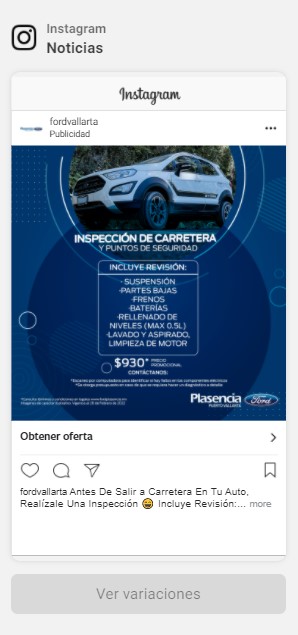 Instagram
Noticias
Instagram
fordvallarta
Publicidad
INSPECCIÓN DE CARRETERA
Y PUNTOS DE SEGURIDAD
INCLUYE REVISIÓN:
·SUSPENSIÓN
·PARTES BAJAS
·FRENOS
·BATERÍAS
·RELLENADO DE
NIVELES (MAX 0.5L)
·LAVADO Y ASPIRADO,
LIMPIEZA DE MOTOR
$930* PRECIO
PROMOCIONAL
CONTÁCTANOS:
Plasencia Ford
PUERTO VALLARTA
Obtener oferta
fordvallarta Antes De Salir a Carretera En Tu Auto,
Realízale Una Inspección 😄 Incluye Revisión:... more
Ver variaciones